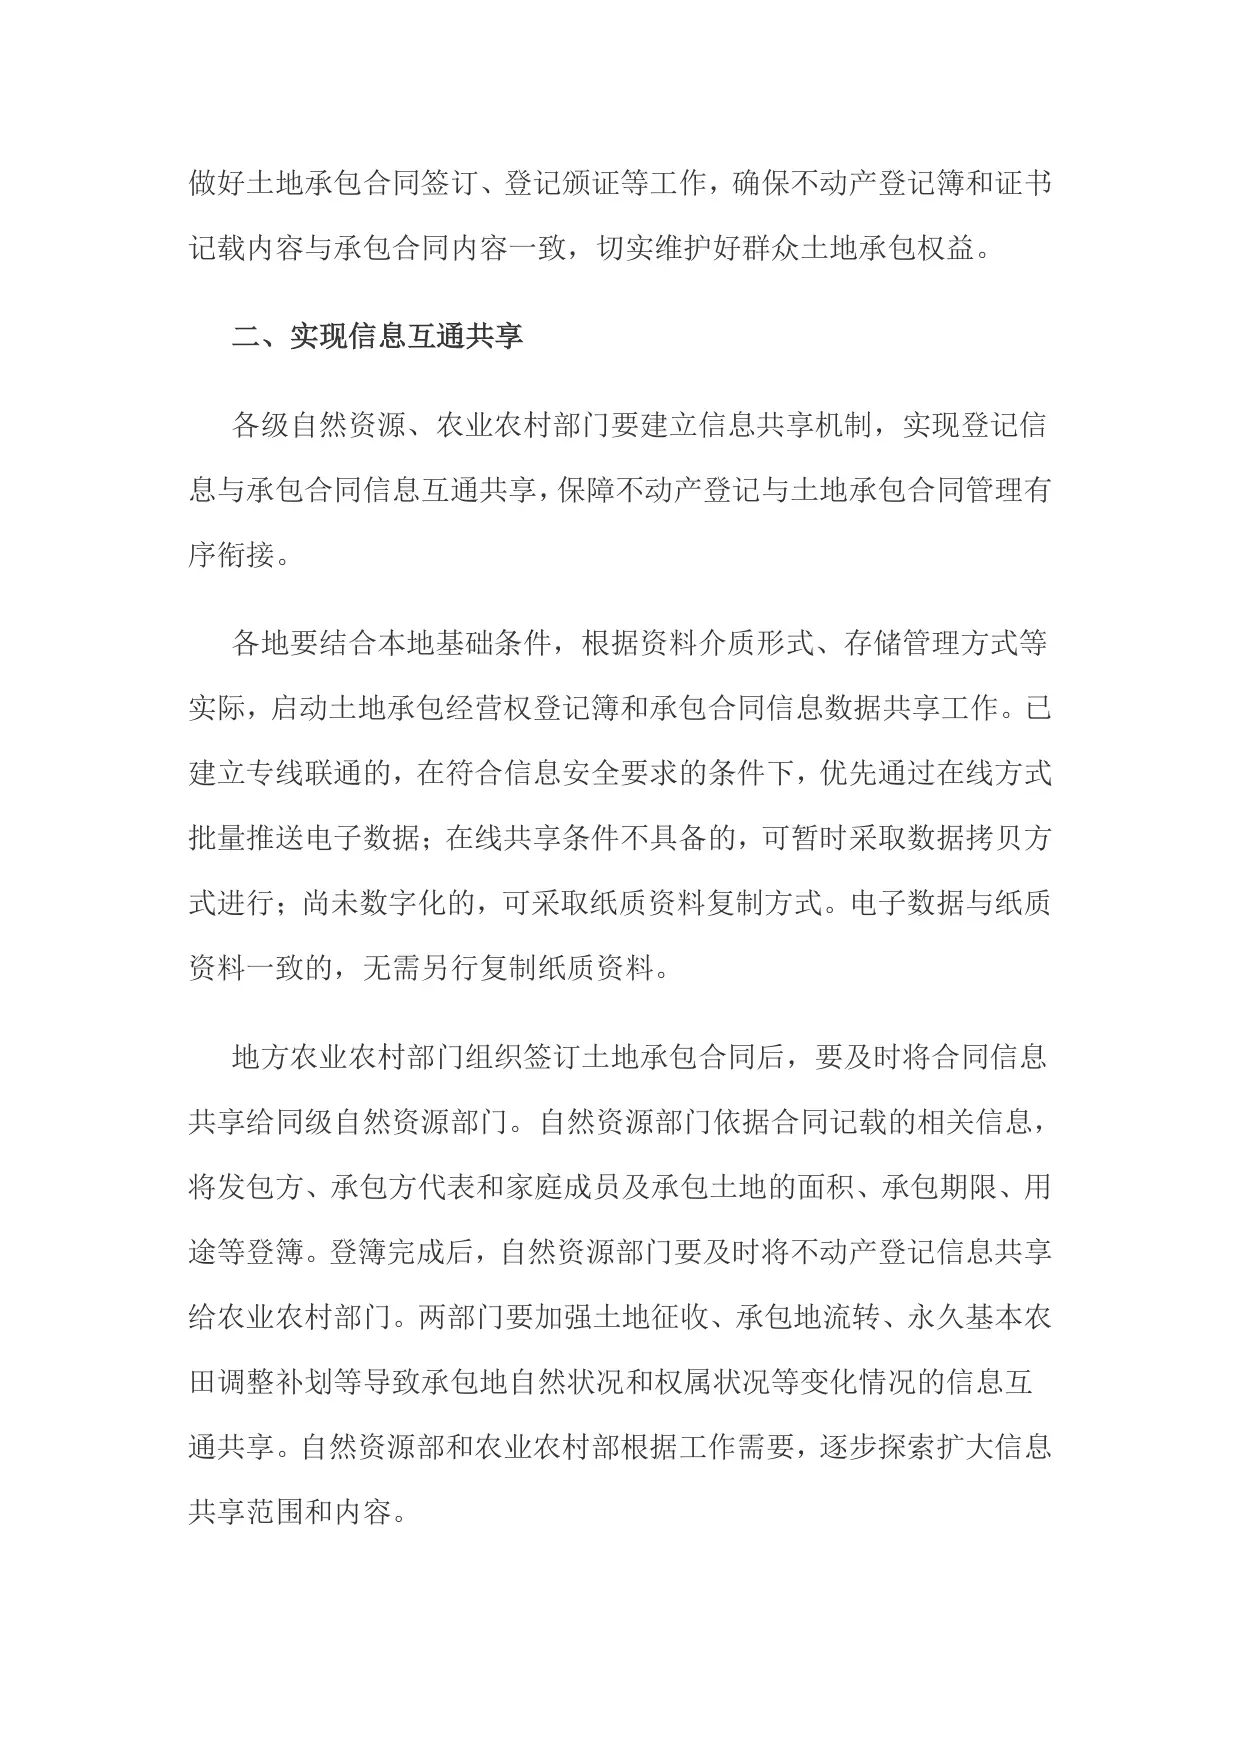 做好土地承包合同签订、登记颁证等工作，确保不动产登记簿和证书
记载内容与承包合同内容一致，切实维护好群众土地承包权益。
二、实现信息互通共享
各级自然资源、农业农村部门要建立信息共享机制，实现登记信
息与承包合同信息互通共享，保障不动产登记与土地承包合同管理有
序衔接。
各地要结合本地基础条件，根据资料介质形式、存储管理方式等
实际，启动土地承包经营权登记簿和承包合同信息数据共享工作。已
建立专线联通的，在符合信息安全要求的条件下，优先通过在线方式
批量推送电子数据；在线共享条件不具备的，可暂时采取数据拷贝方
式进行；尚未数字化的，可采取纸质资料复制方式。电子数据与纸质
资料一致的，无需另行复制纸质资料。
地方农业农村部门组织签订土地承包合同后，要及时将合同信息
共享给同级自然资源部门。自然资源部门依据合同记载的相关信息，
将发包方、承包方代表和家庭成员及承包土地的面积、承包期限、用
途等登簿。登簿完成后，自然资源部门要及时将不动产登记信息共享
给农业农村部门。两部门要加强土地征收、承包地流转、永久基本农
田调整补划等导致承包地自然状况和权属状况等变化情况的信息互
通共享。自然资源部和农业农村部根据工作需要，逐步探索扩大信息
共享范围和内容。